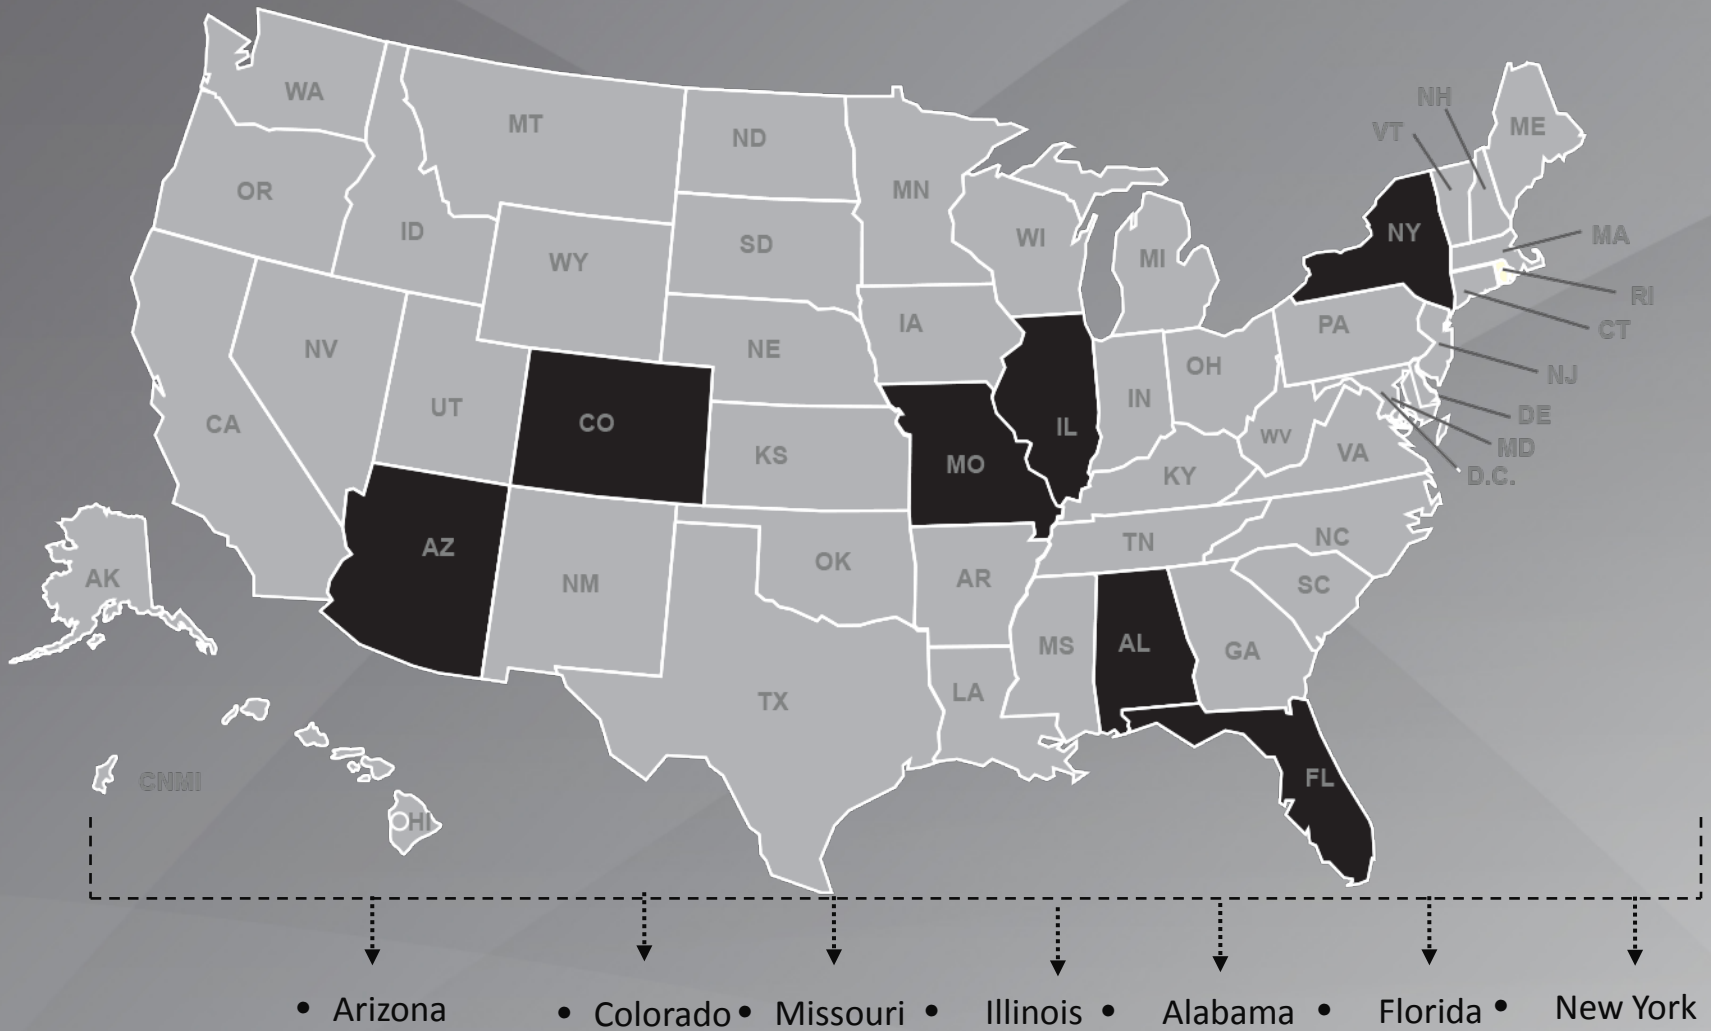 NH
ME
WA
VT
MT
ND
MN
OR
ID
NY
WI
MA
SD
MI
WY
RI
IA
PA
CT
NV
NE
OH
NJ
UT
IN
DE
CA
CO
IL
WV
MD
KS
MO
VA
KY
D.C.
AZ
TN
NC
OK
AK
NM
AR
SC
MS
AL
GA
LA
TX
FL
CNMI
HI
• Arizona • Colorado • Missouri • Illinois • Alabama • Florida • New York